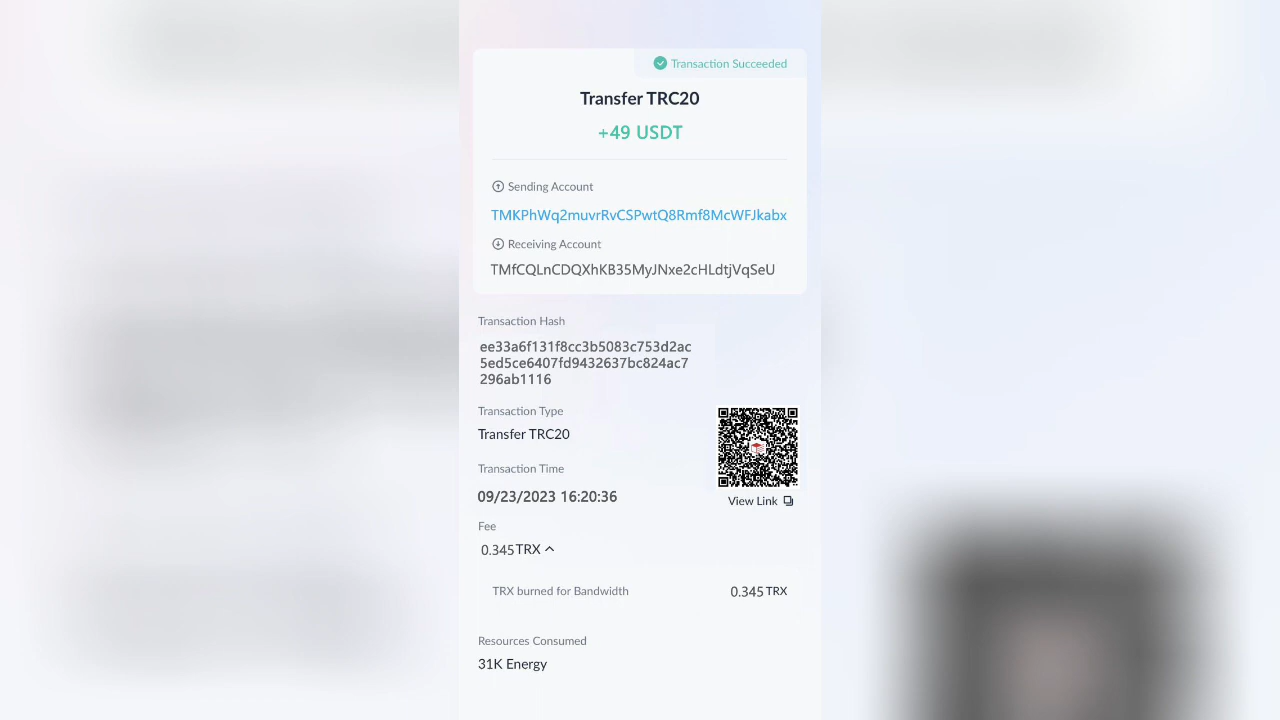 Transaction Succeeded
Transfer TRC20
+49 USDT
Sending Account
TMKPhWq2muvrRvCSPwtQ8Rmf8McWFJkabx
Receiving Account
TMfCQLnCDQXhKB35MyJNxe2cHLdtjVqSeU
Transaction Hash
ee33a6f131f8cc3b5083c753d2ac
5ed5ce6407fd9432637bc824ac7
296ab1116
Transaction Type
Transfer TRC20
Transaction Time
View Link
09/23/2023 16:20:36
Fee
0.345 TRX
TRX burned for Bandwidth 0.345 TRX
Resources Consumed
31K Energy